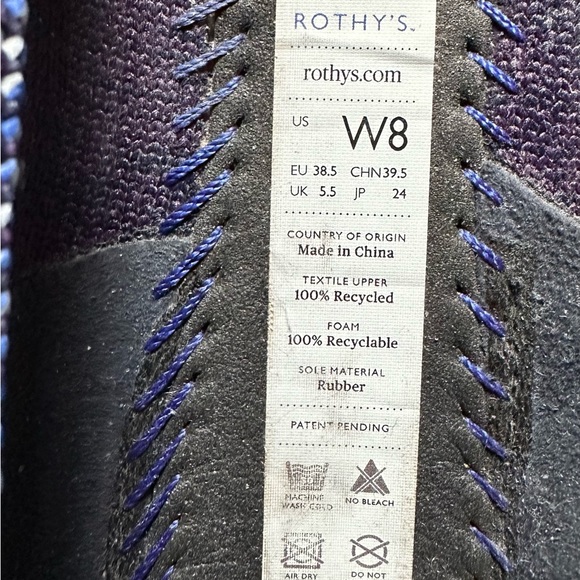 ROTHY'S
rothys.com
US W8
EU 38.5 CHN 39.5
UK 5.5 JP 24
COUNTRY OF ORIGIN
Made in China
TEXTILE UPPER
100% Recycled
FOAM
100% Recyclable
SOLE MATERIAL
Rubber
PATENT PENDING
MACHINE NO BLEACH
WASH COLD
AIR DRY DO NOT